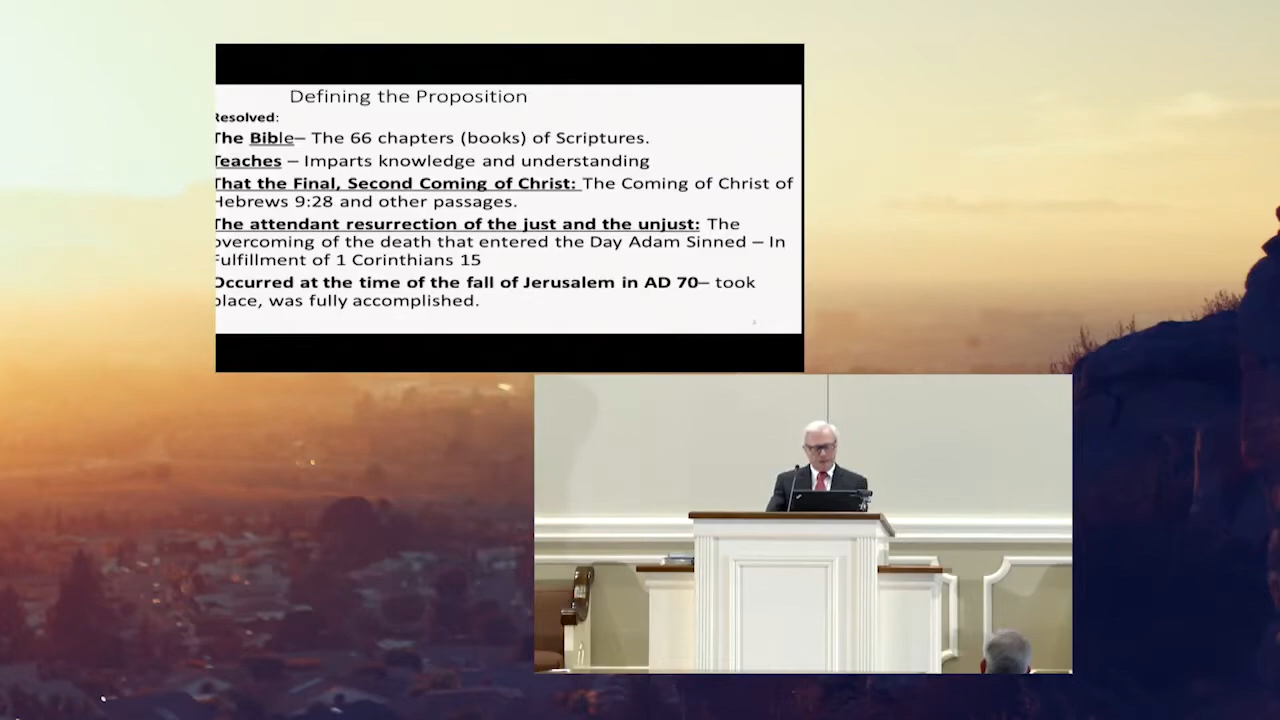 Defining the Proposition
Resolved:
The Bible– The 66 chapters (books) of Scriptures.
Teaches – Imparts knowledge and understanding
That the Final, Second Coming of Christ: The Coming of Christ of
Hebrews 9:28 and other passages.
The attendant resurrection of the just and the unjust: The
overcoming of the death that entered the Day Adam Sinned – In
Fulfillment of 1 Corinthians 15
Occurred at the time of the fall of Jerusalem in AD 70– took
place, was fully accomplished.